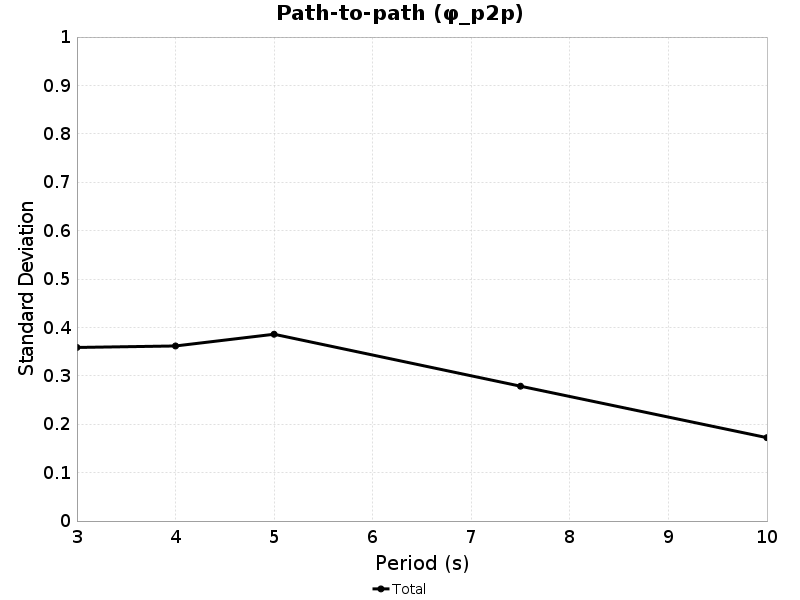 Path-to-path (φ_p2p)
1
0.9
0.8
0.7
0.6
0.5
0.4
0.3
0.2
0.1
0
Standard Deviation
3 4 5 6 7 8 9 10
Period (s)
Total